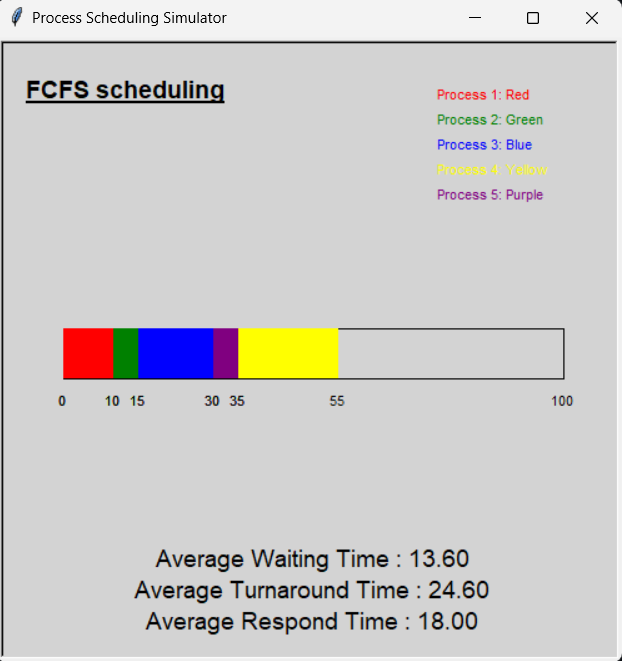 Process Scheduling Simulator
FCFS scheduling
Process 1: Red
Process 2: Green
Process 3: Blue
Process 4: Yellow
Process 5: Purple
0 10 15 30 35 55 100
Average Waiting Time : 13.60
Average Turnaround Time : 24.60
Average Respond Time : 18.00